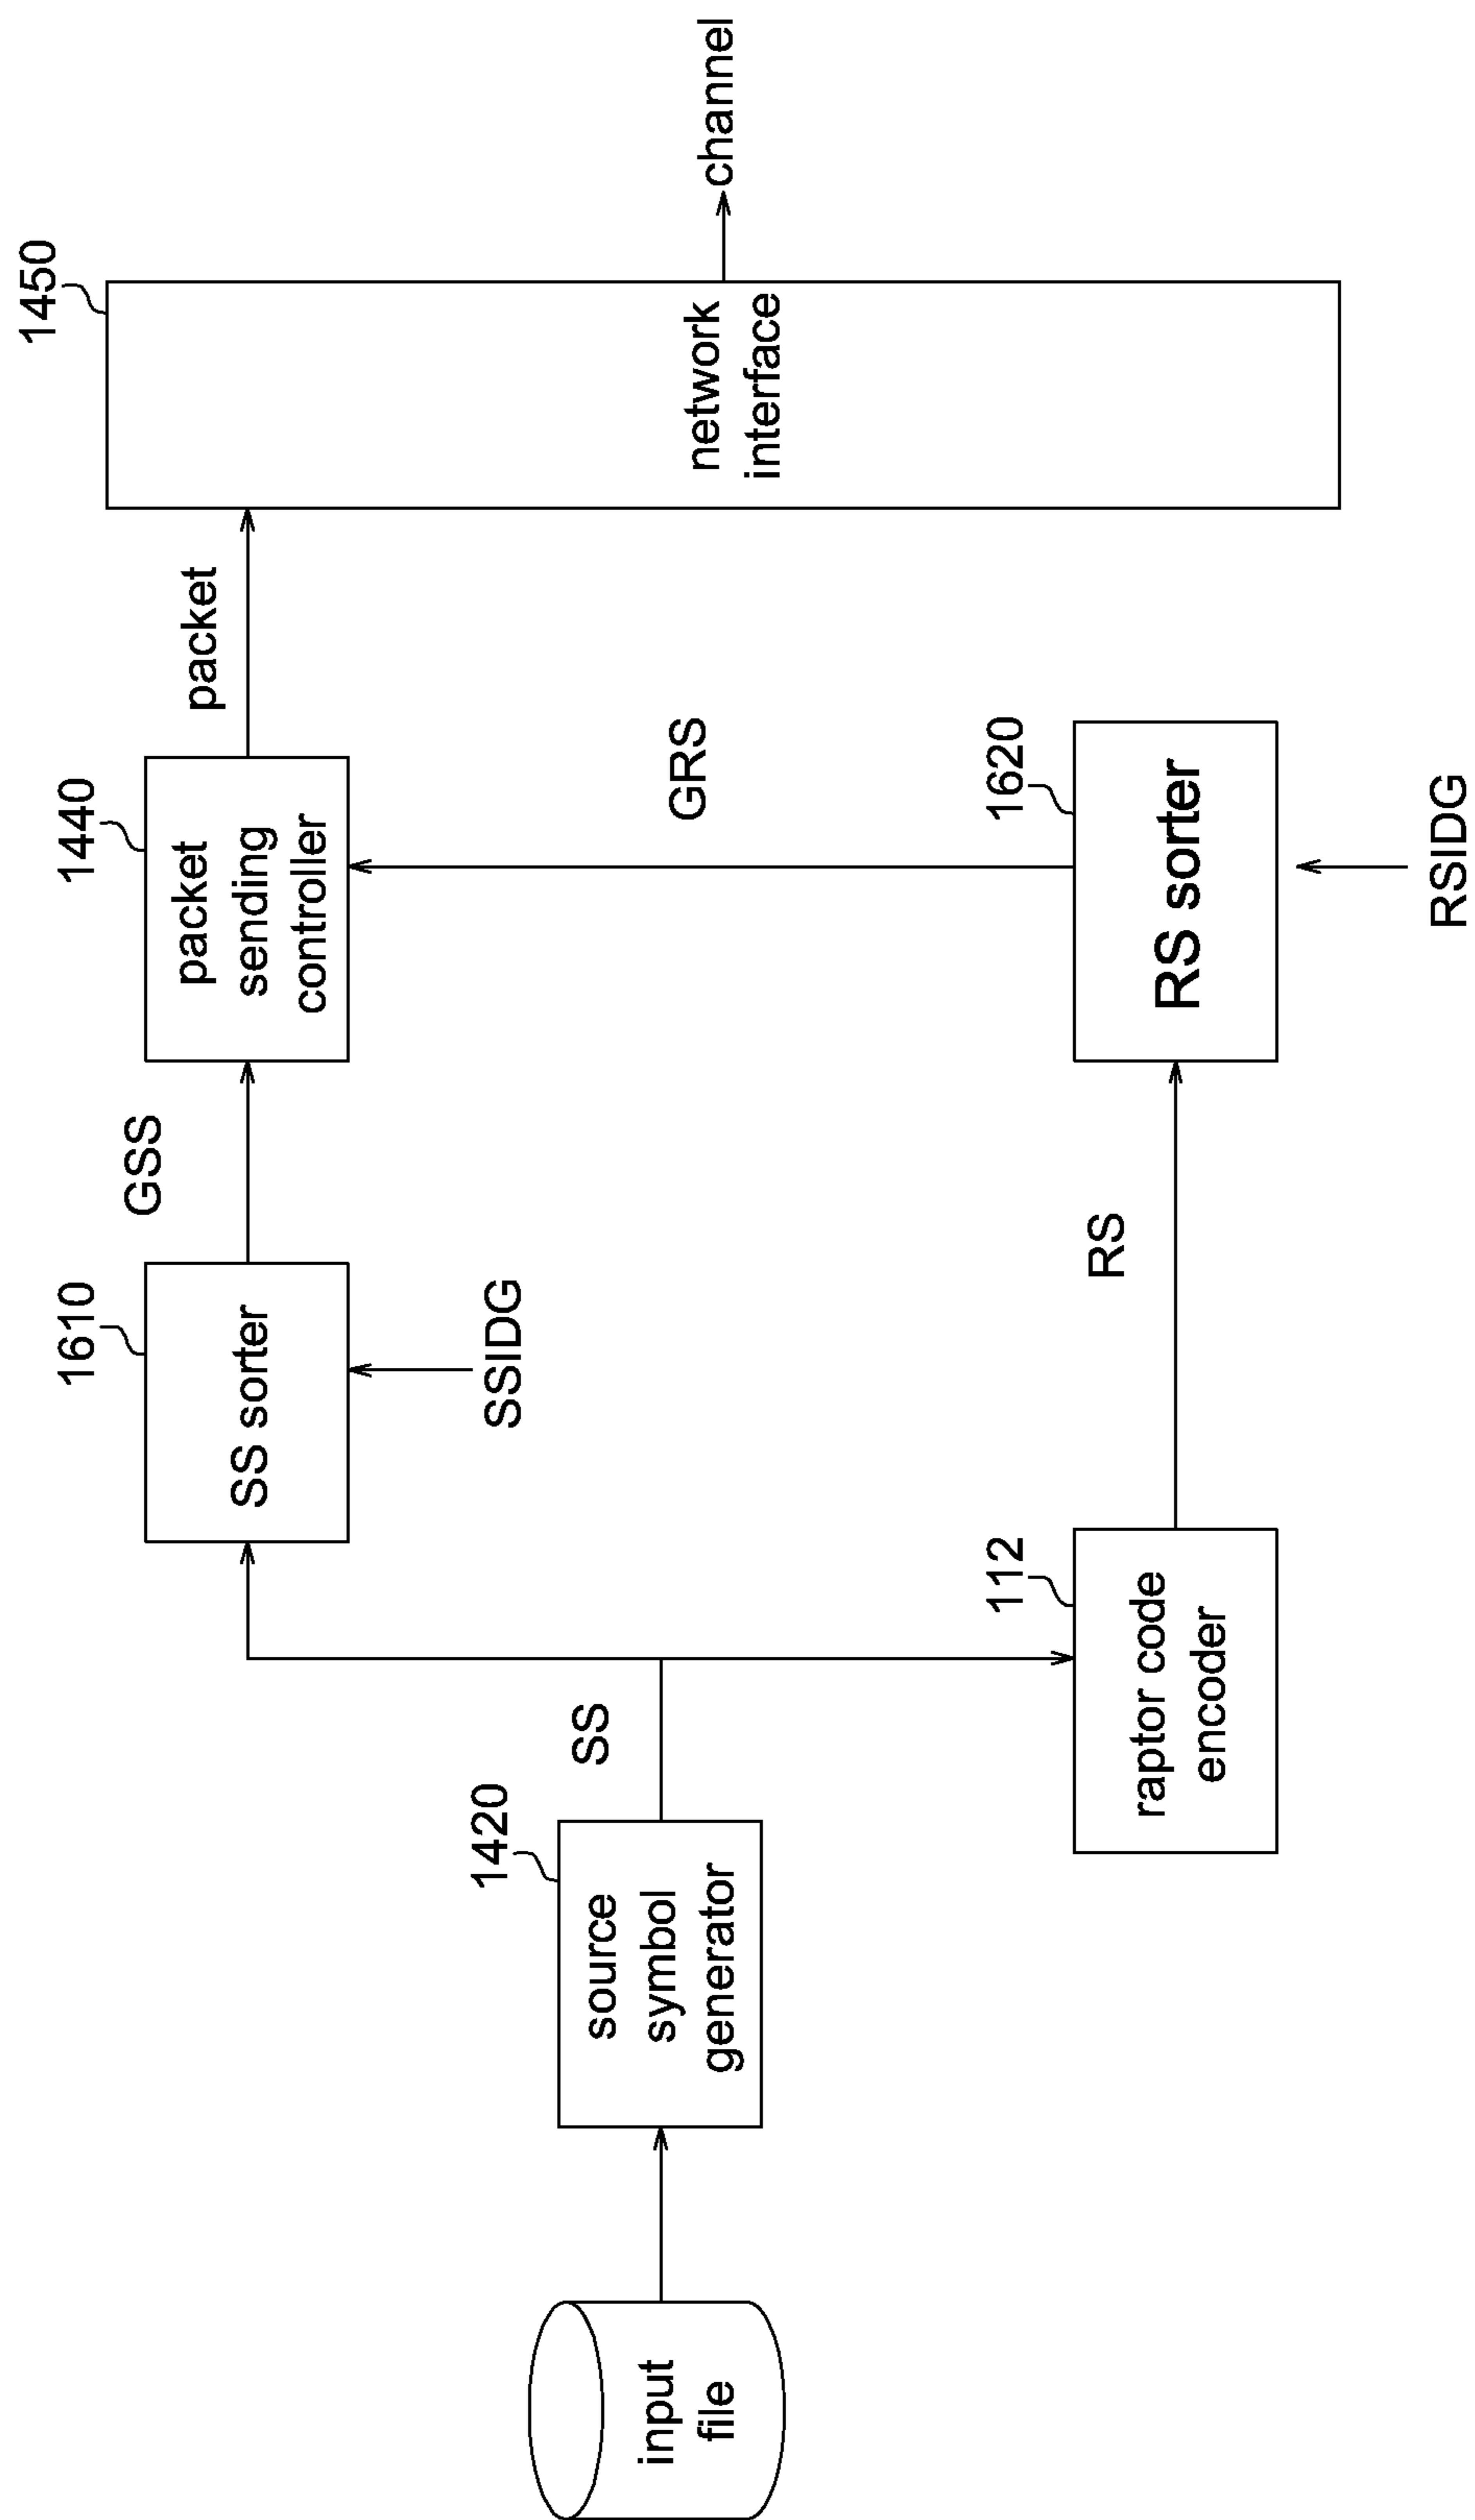 input
file
1420
source
symbol
generator
SS
1610
SS sorter
SSIDG
GSS
112
raptor code
encoder
RS
1440
packet
sending
controller
GRS
1620
RS sorter
RSIDG
packet
1450
network
interface
channel